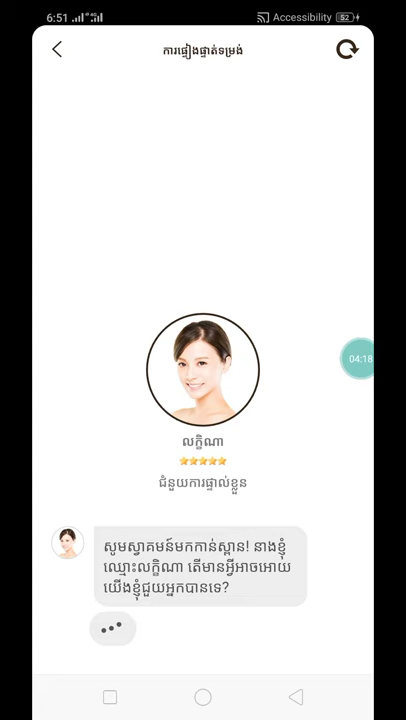 6:51
Accessibility 52
ការផ្ទៀងផ្ទាត់ទម្រង់
04:18
លក្ខិណា
ជំនួយការផ្ទាល់ខ្លួន
សូមស្វាគមន៍មកកាន់ស្ពាន! នាងខ្ញុំ
ឈ្មោះលក្ខិណា តើមានអ្វីអាចអោយ
យើងខ្ញុំជួយអ្នកបានទេ?